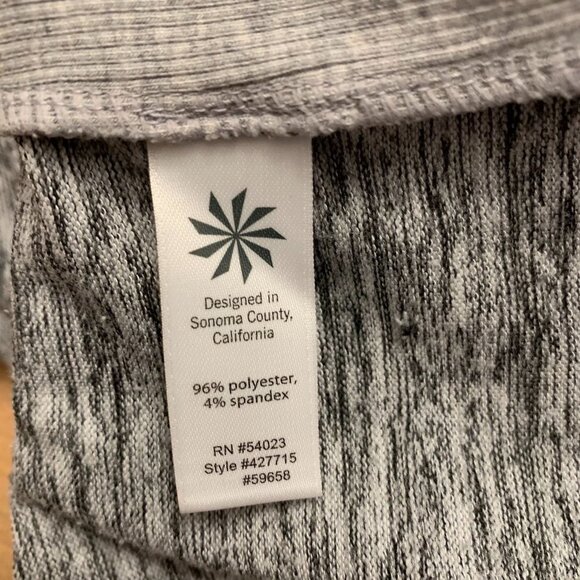 Designed in
Sonoma County,
California
96% polyester,
4% spandex
RN #54023
Style #427715
#59658